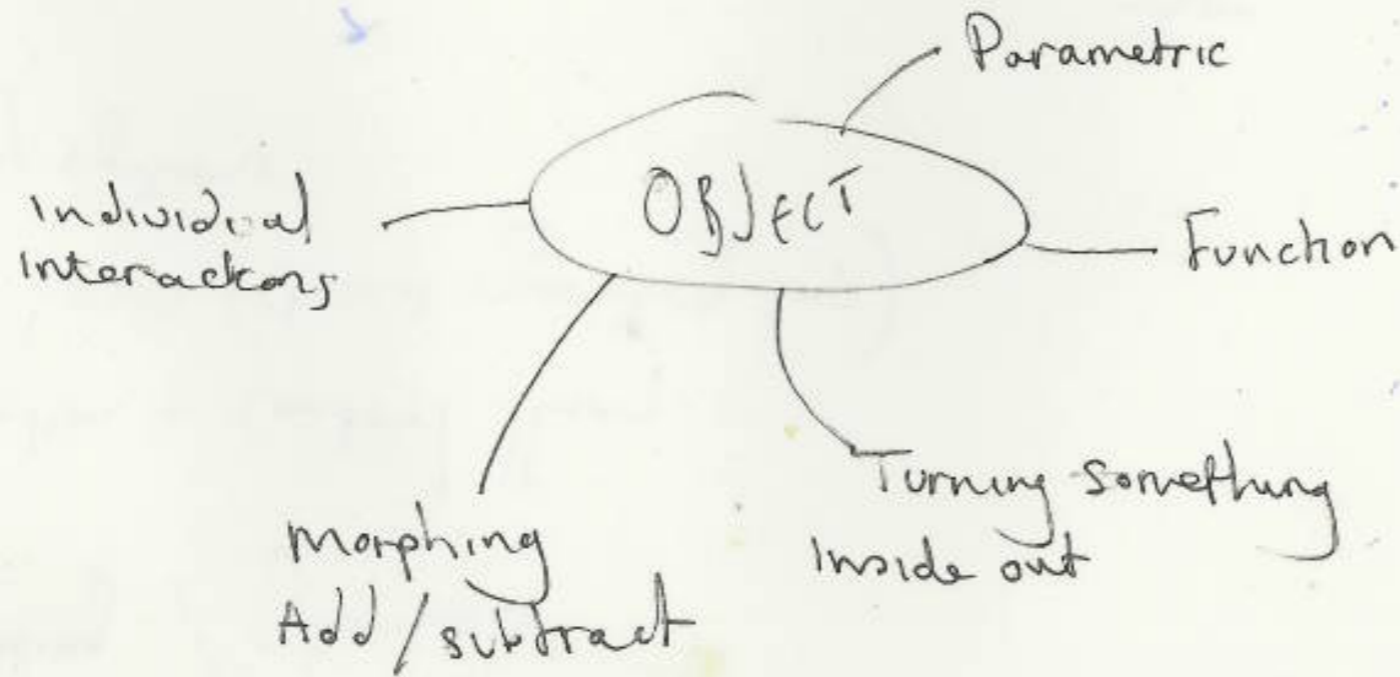 Parametric
OBJECT
Individual
Interactions
Function
Turning something
Inside out
Morphing
Add / subtract